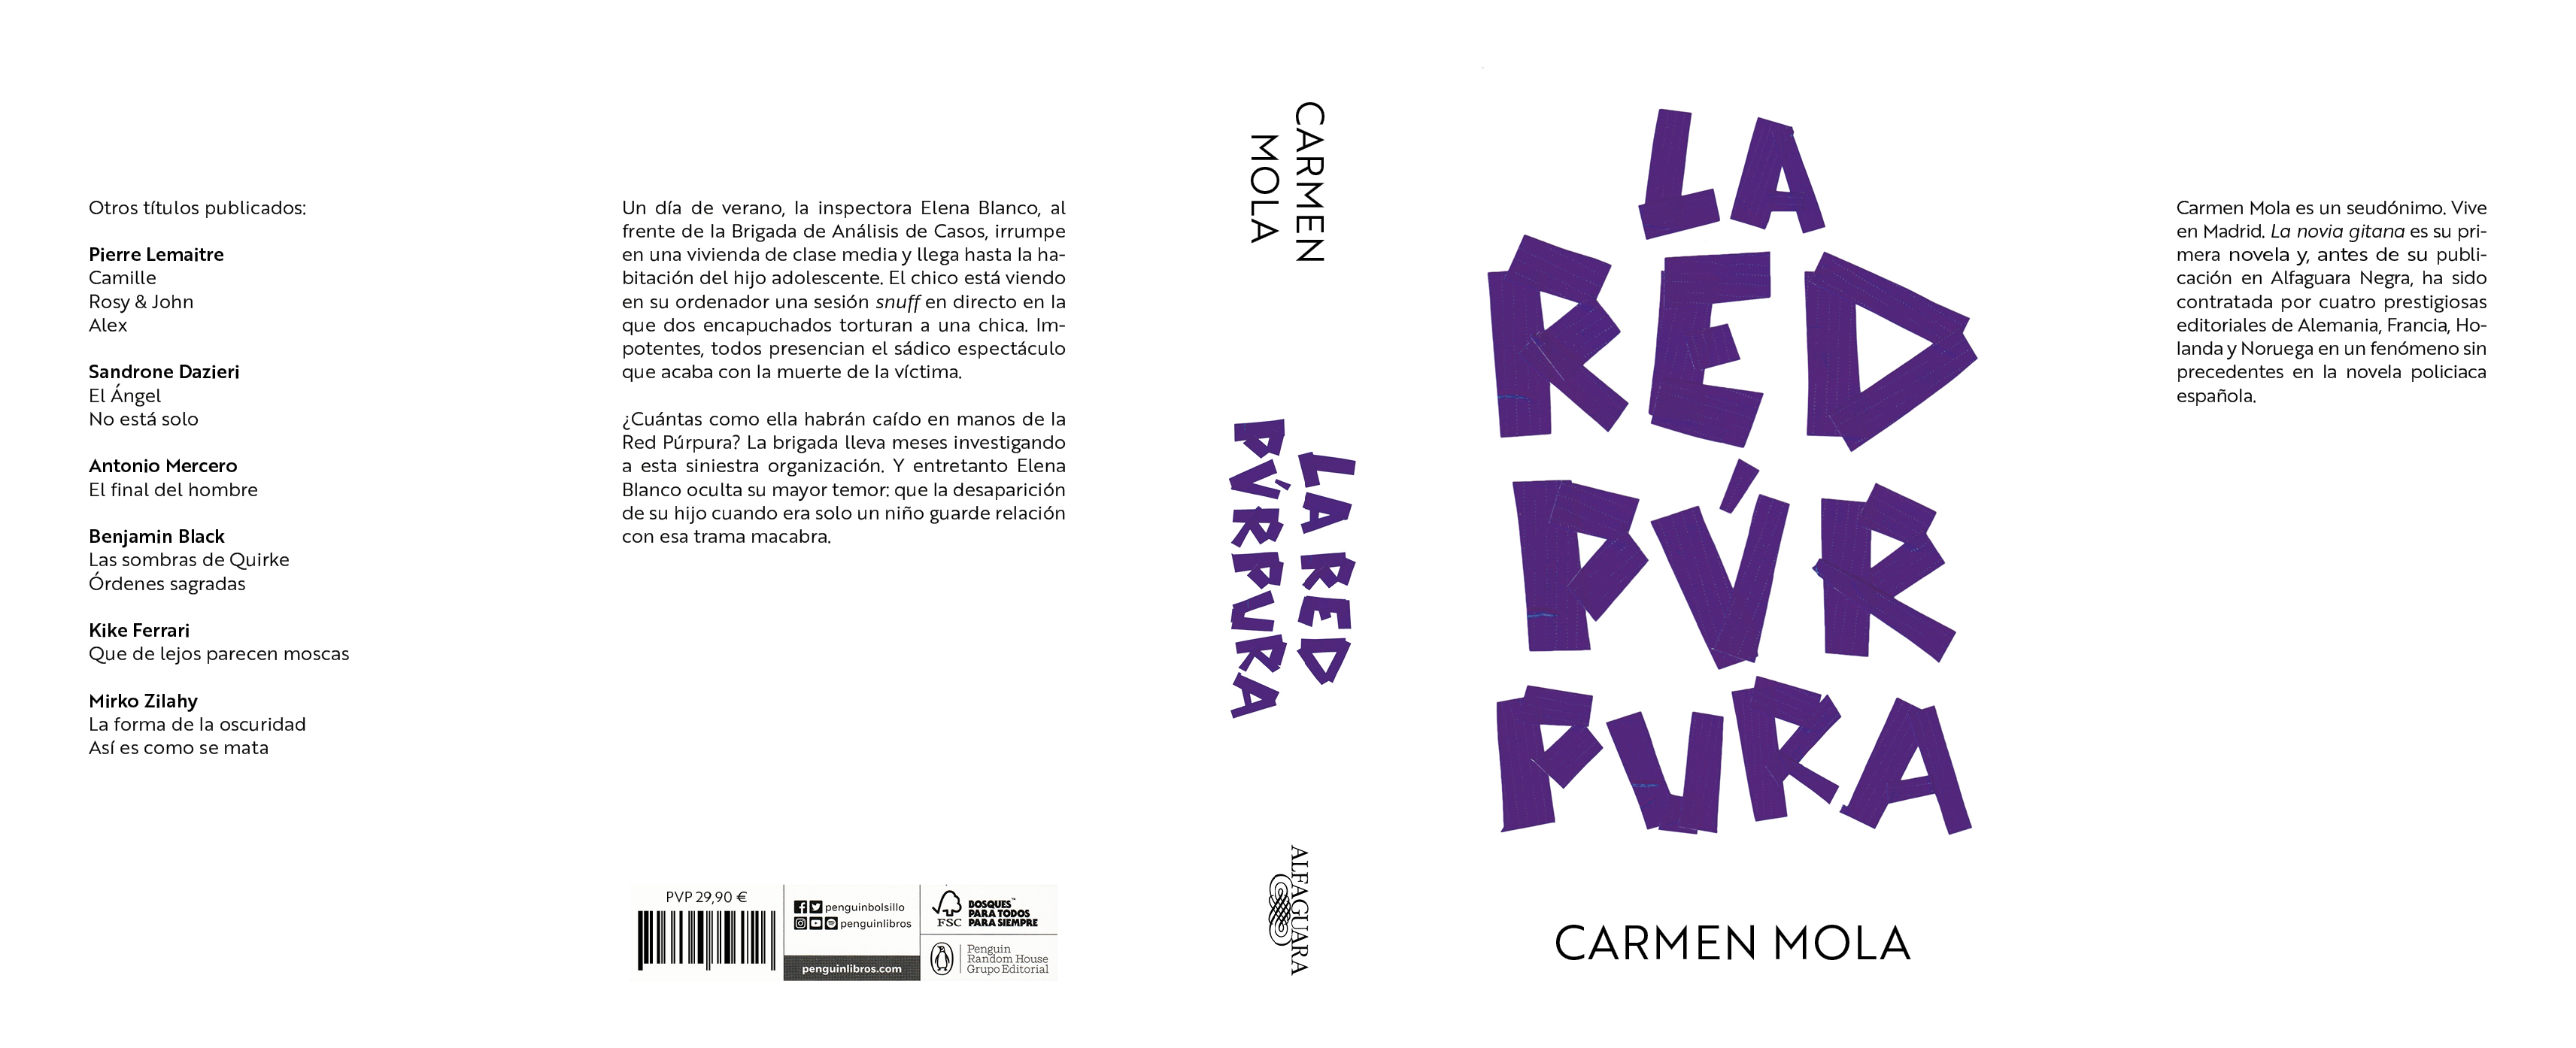 Otros títulos publicados:
Pierre Lemaitre
Camille
Rosy & John
Alex
Sandrone Dazieri
El Ángel
No está solo
Antonio Mercero
El final del hombre
Benjamin Black
Las sombras de Quirke
Órdenes sagradas
Kike Ferrari
Que de lejos parecen moscas
Mirko Zilahy
La forma de la oscuridad
Así es como se mata
Un día de verano, la inspectora Elena Blanco, al
frente de la Brigada de Análisis de Casos, irrumpe
en una vivienda de clase media y llega hasta la ha-
bitación del hijo adolescente. El chico está viendo
en su ordenador una sesión snuff en directo en la
que dos encapuchados torturan a una chica. Im-
potentes, todos presencian el sádico espectáculo
que acaba con la muerte de la víctima.
¿Cuántas como ella habrán caído en manos de la
Red Púrpura? La brigada lleva meses investigando
a esta siniestra organización. Y entretanto Elena
Blanco oculta su mayor temor: que la desaparición
de su hijo cuando era solo un niño guarde relación
con esa trama macabra.
PVP 29,90 €
penguinbolsillo
penguinlibros
penguinlibros.com
FSC
BOSQUES™
PARA TODOS
PARA SIEMPRE
Penguin
Random House
Grupo Editorial
CARMEN
MOLA
LA RED
PÚRPURA
ALFAGUARA
LA
RED
PÚR
PURA
CARMEN MOLA
Carmen Mola es un seudónimo. Vive
en Madrid. La novia gitana es su pri-
mera novela y, antes de su publi-
cación en Alfaguara Negra, ha sido
contratada por cuatro prestigiosas
editoriales de Alemania, Francia, Ho-
landa y Noruega en un fenómeno sin
precedentes en la novela policiaca
española.